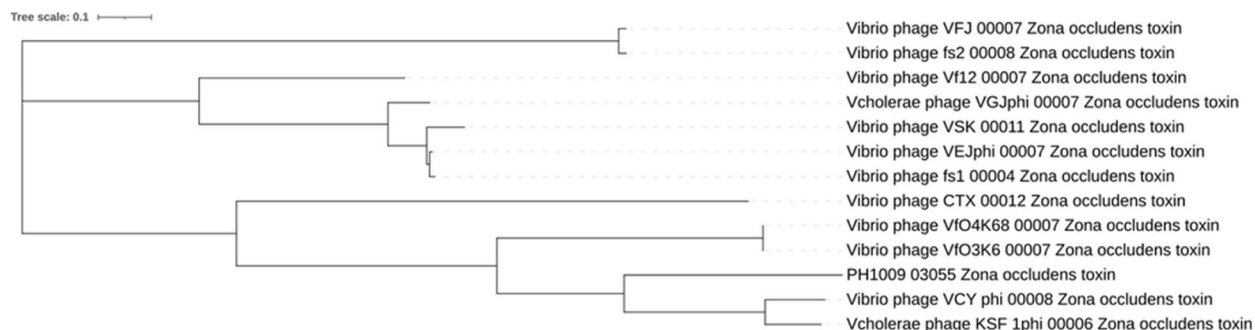 Tree scale: 0.1
Vibrio phage VFJ 00007 Zona occludens toxin
Vibrio phage fs2 00008 Zona occludens toxin
Vibrio phage Vf12 00007 Zona occludens toxin
Vcholerae phage VGJphi 00007 Zona occludens toxin
Vibrio phage VSK 00011 Zona occludens toxin
Vibrio phage VEJphi 00007 Zona occludens toxin
Vibrio phage fs1 00004 Zona occludens toxin
Vibrio phage CTX 00012 Zona occludens toxin
Vibrio phage VfO4K68 00007 Zona occludens toxin
Vibrio phage VfO3K6 00007 Zona occludens toxin
PH1009 03055 Zona occludens toxin
Vibrio phage VCY phi 00008 Zona occludens toxin
Vcholerae phage KSF 1phi 00006 Zona occludens toxin